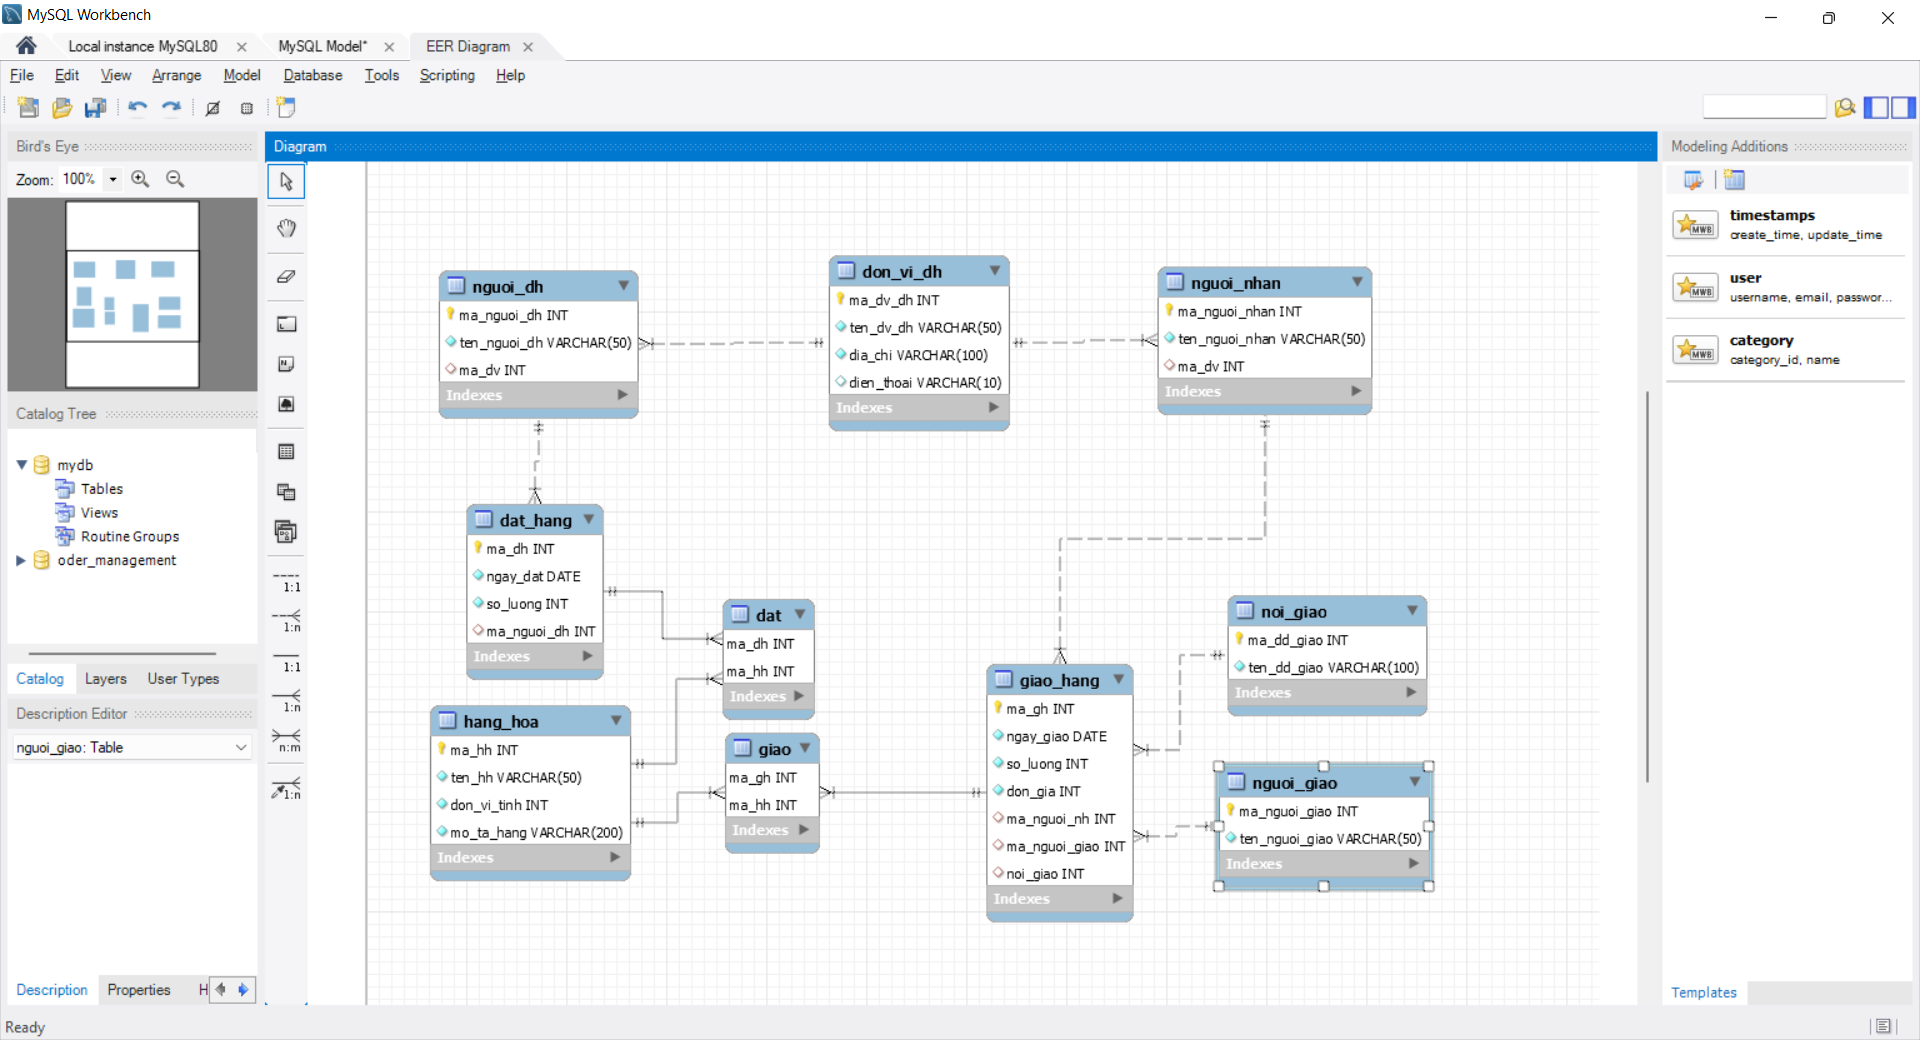 MySQL Workbench
Local instance MySQL80
MySQL Model*
EER Diagram
File Edit View Arrange Model Database Tools Scripting Help
Bird's Eye
Zoom: 100%
Catalog Tree
mydb
Tables
Views
Routine Groups
oder_management
Catalog Layers User Types
Description Editor
nguoi_giao: Table
Description Properties H
Ready
Diagram
1:1
1:n
1:1
1:n
n:m
1:n
nguoi_dh
ma_nguoi_dh INT
ten_nguoi_dh VARCHAR(50)
ma_dv INT
Indexes
don_vi_dh
ma_dv_dh INT
ten_dv_dh VARCHAR(50)
dia_chi VARCHAR(100)
dien_thoai VARCHAR(10)
Indexes
nguoi_nhan
ma_nguoi_nhan INT
ten_nguoi_nhan VARCHAR(50)
ma_dv INT
Indexes
dat_hang
ma_dh INT
ngay_dat DATE
so_luong INT
ma_nguoi_dh INT
Indexes
dat
ma_dh INT
ma_hh INT
Indexes
hang_hoa
ma_hh INT
ten_hh VARCHAR(50)
don_vi_tinh INT
mo_ta_hang VARCHAR(200)
Indexes
giao
ma_gh INT
ma_hh INT
Indexes
giao_hang
ma_gh INT
ngay_giao DATE
so_luong INT
don_gia INT
ma_nguoi_nh INT
ma_nguoi_giao INT
noi_giao INT
Indexes
noi_giao
ma_dd_giao INT
ten_dd_giao VARCHAR(100)
Indexes
nguoi_giao
ma_nguoi_giao INT
ten_nguoi_giao VARCHAR(50)
Indexes
Modeling Additions
MWB
timestamps
create_time, update_time
MWB
user
username, email, passwor...
MWB
category
category_id, name
Templates